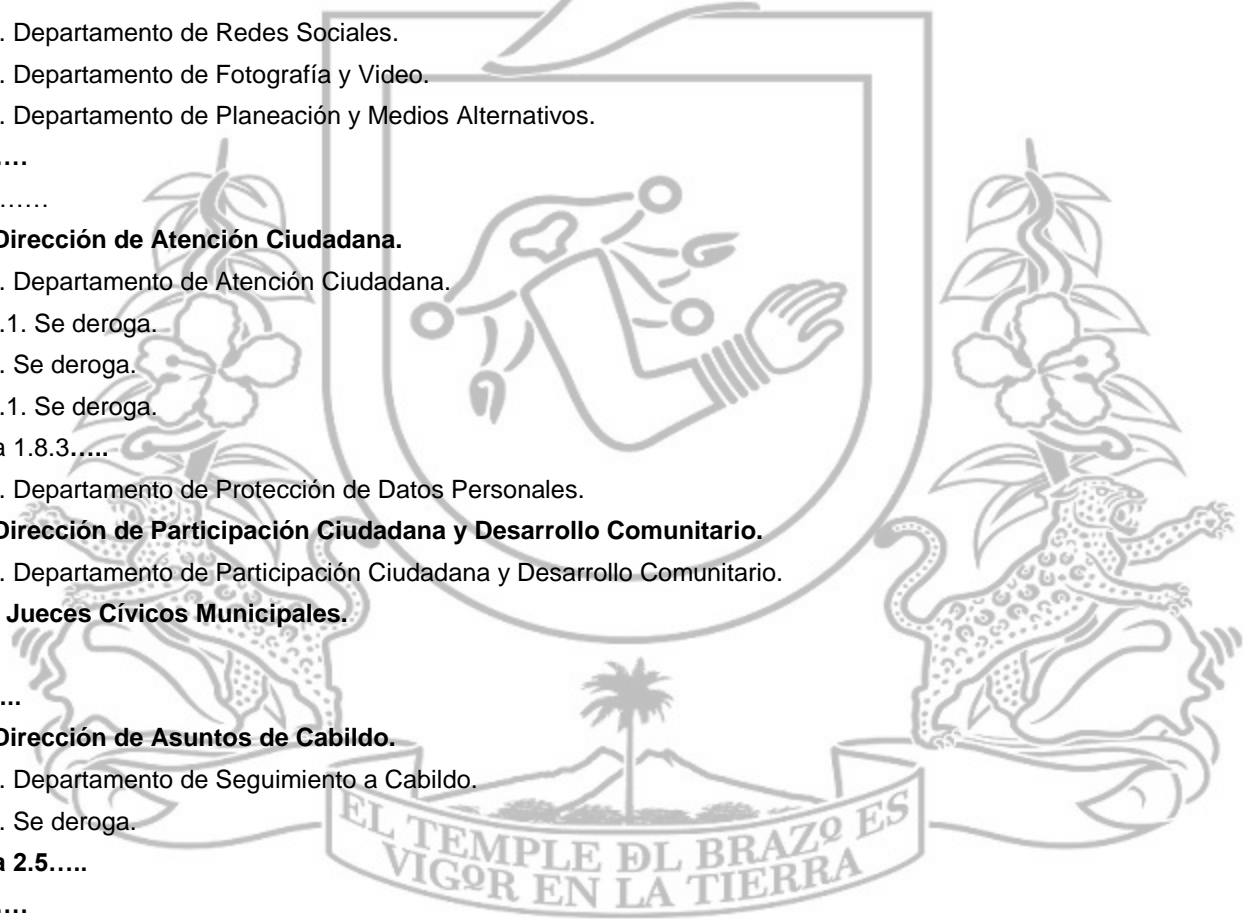 . Departamento de Redes Sociales.
. Departamento de Fotografía y Video.
. Departamento de Planeación y Medios Alternativos.
….
……
Dirección de Atención Ciudadana.
. Departamento de Atención Ciudadana.
.1. Se deroga.
. Se deroga.
.1. Se deroga.
a 1.8.3…..
. Departamento de Protección de Datos Personales.
Dirección de Participación Ciudadana y Desarrollo Comunitario.
. Departamento de Participación Ciudadana y Desarrollo Comunitario.
Jueces Cívicos Municipales.
...
Dirección de Asuntos de Cabildo.
. Departamento de Seguimiento a Cabildo.
. Se deroga.
a 2.5…..
….
EL TEMPLE DL BRAZO ES
VIGOR EN LA TIERRA